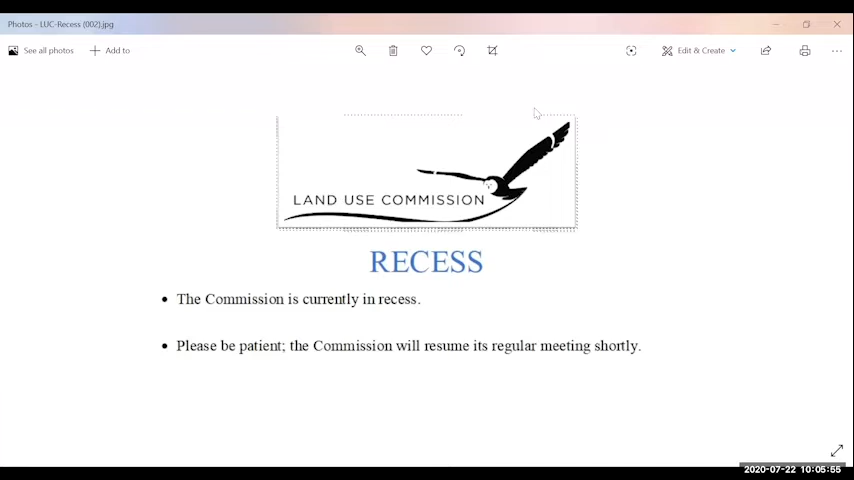 Photos - LUC-Recess (002).jpg
See all photos
Add to
Edit & Create
LAND USE COMMISSION
RECESS
• The Commission is currently in recess.
• Please be patient; the Commission will resume its regular meeting shortly.
2020-07-22 10:05:55